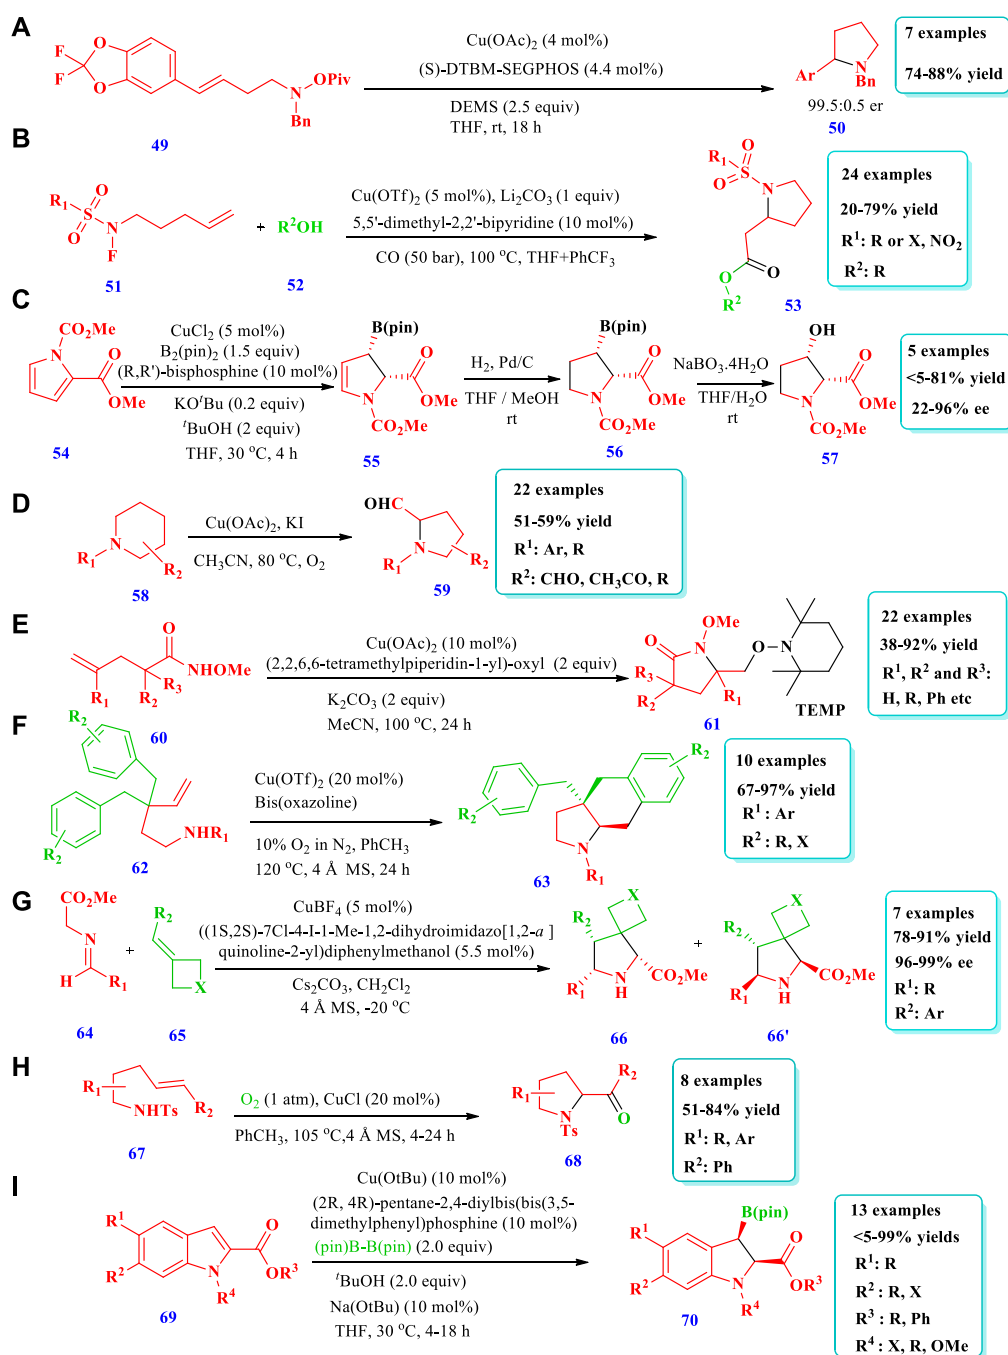 A
F
F
O
O
N
OPiv
Bn
49
Cu(OAc)₂ (4 mol%)
(S)-DTBM-SEGPHOS (4.4 mol%)
DEMS (2.5 equiv)
THF, rt, 18 h
Ar
N
Bn
99.5:0.5 er
50
7 examples
74-88% yield
B
R₁
O
S
O
N
F
51
+
R²OH
52
Cu(OTf)₂ (5 mol%), Li₂CO₃ (1 equiv)
5,5'-dimethyl-2,2'-bipyridine (10 mol%)
CO (50 bar), 100 °C, THF+PhCF₃
R₁
O
S
O
N
O
O
R²
53
24 examples
20-79% yield
R¹: R or X, NO₂
R²: R
C
CO₂Me
N
O
OMe
54
CuCl₂ (5 mol%)
B₂(pin)₂ (1.5 equiv)
(R,R')-bisphosphine (10 mol%)
KOᵗBu (0.2 equiv)
ᵗBuOH (2 equiv)
THF, 30 °C, 4 h
B(pin)
O
N
OMe
CO₂Me
55
H₂, Pd/C
THF / MeOH
rt
B(pin)
O
N
OMe
CO₂Me
56
NaBO₃.4H₂O
THF/H₂O
rt
OH
O
N
OMe
CO₂Me
57
5 examples
<5-81% yield
22-96% ee
D
N
R₁
R₂
58
Cu(OAc)₂, KI
CH₃CN, 80 °C, O₂
OHC
N
R₁
R₂
59
22 examples
51-59% yield
R¹: Ar, R
R²: CHO, CH₃CO, R
E
O
NHOMe
R₃
R₁
R₂
60
Cu(OAc)₂ (10 mol%)
(2,2,6,6-tetramethylpiperidin-1-yl)-oxyl (2 equiv)
K₂CO₃ (2 equiv)
MeCN, 100 °C, 24 h
OMe
O
N
O
N
R₃
R₂
R₁
61
TEMP
22 examples
38-92% yield
R¹, R² and R³:
H, R, Ph etc
F
R₂
R₂
NHR₁
62
Cu(OTf)₂ (20 mol%)
Bis(oxazoline)
10% O₂ in N₂, PhCH₃
120 °C, 4 Å MS, 24 h
R₂
R₂
N
R₁
63
10 examples
67-97% yield
R¹: Ar
R²: R, X
G
CO₂Me
N
H
R₁
64
+
R₂
X
65
CuBF₄ (5 mol%)
((1S,2S)-7Cl-4-I-1-Me-1,2-dihydroimidazo[1,2-a]
quinoline-2-yl)diphenylmethanol (5.5 mol%)
Cs₂CO₃, CH₂Cl₂
4 Å MS, -20 °C
X
R₂
CO₂Me
R₁
N
H
66
+
X
R₂
CO₂Me
R₁
N
H
66'
7 examples
78-91% yield
96-99% ee
R¹: R
R²: Ar
H
R₁
NHTs
R₂
67
O₂ (1 atm), CuCl (20 mol%)
PhCH₃, 105 °C,4 Å MS, 4-24 h
R₁
R₂
N
O
Ts
68
8 examples
51-84% yield
R¹: R, Ar
R²: Ph
I
R¹
R²
N
R⁴
O
OR³
69
Cu(OtBu) (10 mol%)
(2R, 4R)-pentane-2,4-diylbis(bis(3,5-
dimethylphenyl)phosphine (10 mol%)
(pin)B-B(pin) (2.0 equiv)
ᵗBuOH (2.0 equiv)
Na(OtBu) (10 mol%)
THF, 30 °C, 4-18 h
B(pin)
R¹
R²
N
R⁴
O
OR³
70
13 examples
<5-99% yields
R¹: R
R²: R, X
R³: R, Ph
R⁴: X, R, OMe